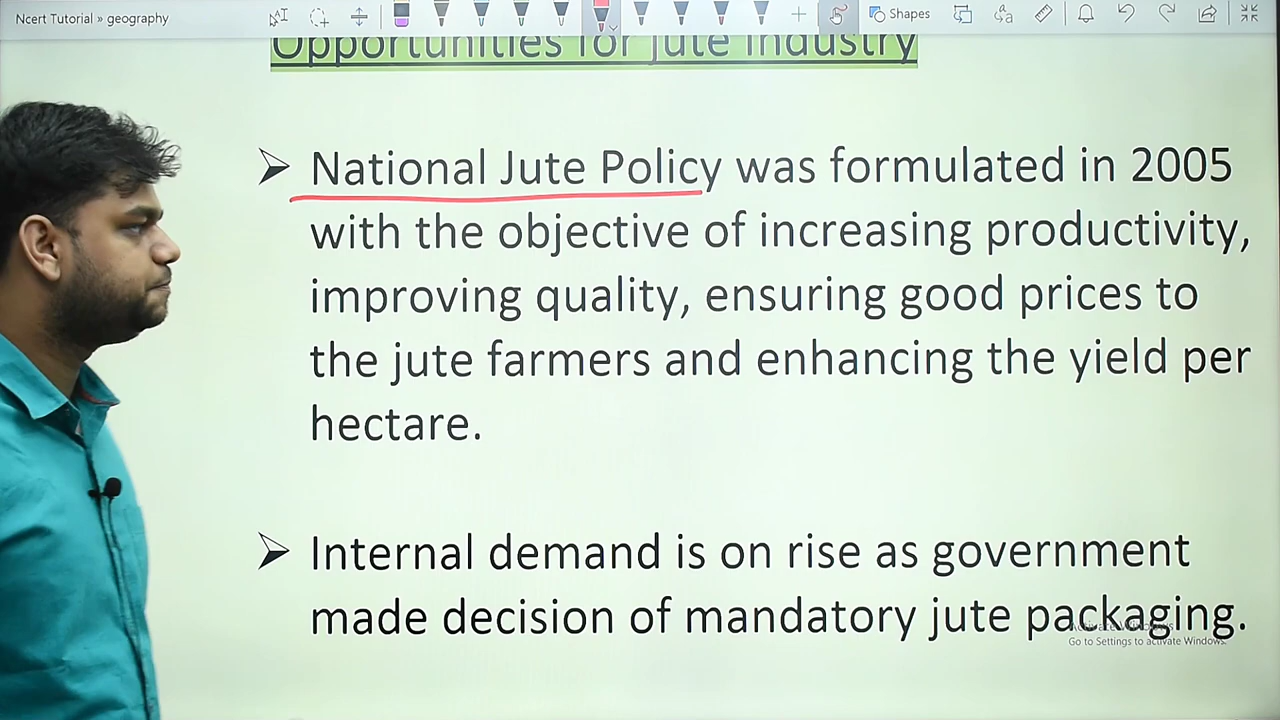 Ncert Tutorial » geography
Shapes
Opportunities for jute industry
National Jute Policy was formulated in 2005
with the objective of increasing productivity,
improving quality, ensuring good prices to
the jute farmers and enhancing the yield per
hectare.
Internal demand is on rise as government
made decision of mandatory jute packaging.
Activate Windows
Go to Settings to activate Windows.